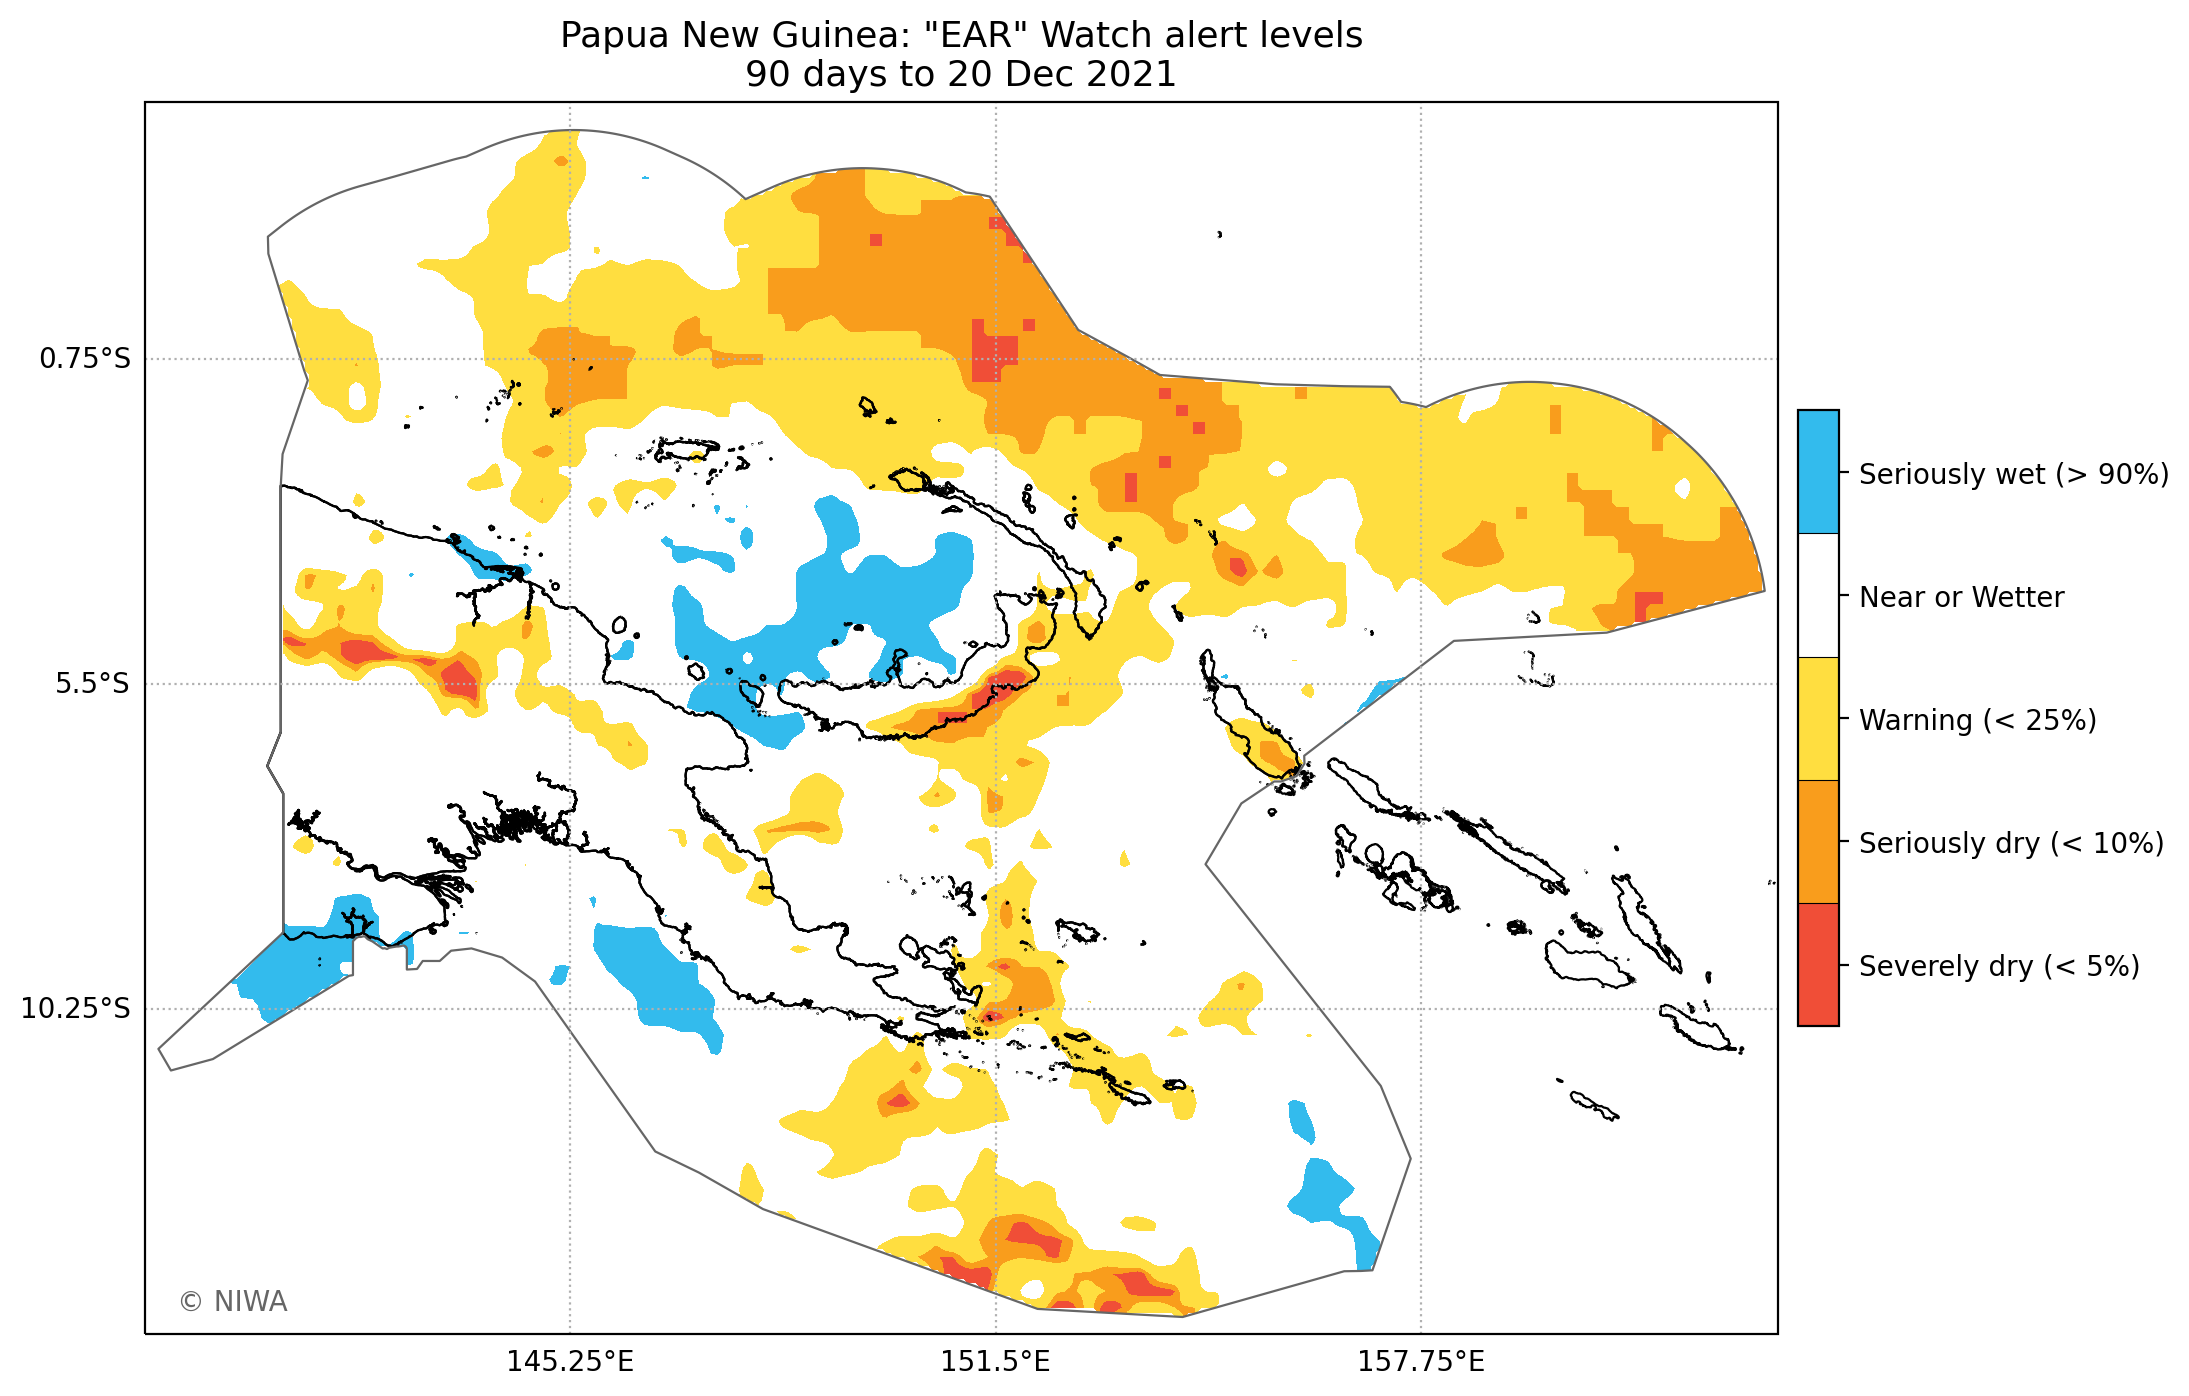 Papua New Guinea: "EAR" Watch alert levels
90 days to 20 Dec 2021
0.75°S
5.5°S
10.25°S
145.25°E
151.5°E
157.75°E
Seriously wet (> 90%)
Near or Wetter
Warning (< 25%)
Seriously dry (< 10%)
Severely dry (< 5%)
© NIWA